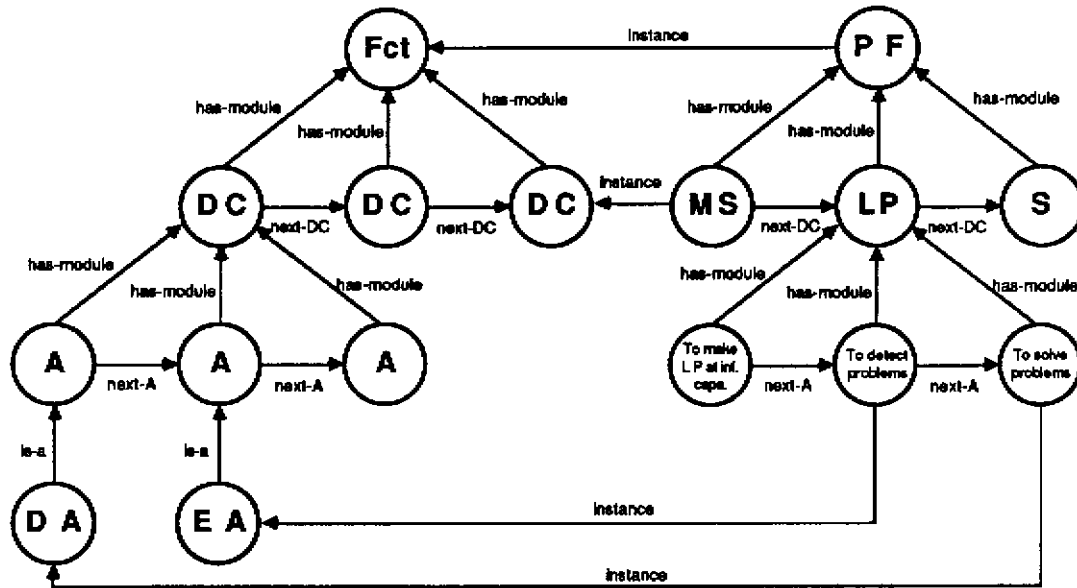 Fct
instance
P F
has-module
has-module
has-module
has-module
has-module
has-module
D C
next-DC
D C
next-DC
D C
instance
M S
next-DC
L P
next-DC
S
has-module
has-module
has-module
has-module
has-module
has-module
A
next-A
A
next-A
A
To make
L P at inf.
capa.
next-A
To detect
problems
next-A
To solve
problems
is-a
is-a
D A
E A
instance
instance